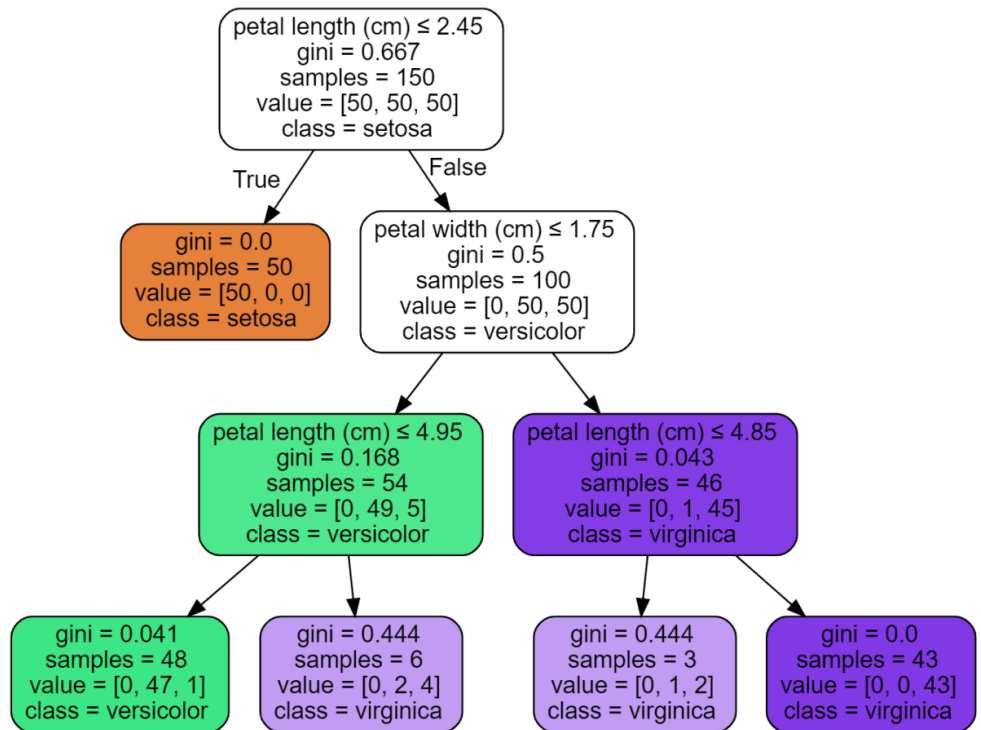 petal length (cm) ≤ 2.45
gini = 0.667
samples = 150
value = [50, 50, 50]
class = setosa
True
False
gini = 0.0
samples = 50
value = [50, 0, 0]
class = setosa
petal width (cm) ≤ 1.75
gini = 0.5
samples = 100
value = [0, 50, 50]
class = versicolor
petal length (cm) ≤ 4.95
gini = 0.168
samples = 54
value = [0, 49, 5]
class = versicolor
petal length (cm) ≤ 4.85
gini = 0.043
samples = 46
value = [0, 1, 45]
class = virginica
gini = 0.041
samples = 48
value = [0, 47, 1]
class = versicolor
gini = 0.444
samples = 6
value = [0, 2, 4]
class = virginica
gini = 0.444
samples = 3
value = [0, 1, 2]
class = virginica
gini = 0.0
samples = 43
value = [0, 0, 43]
class = virginica